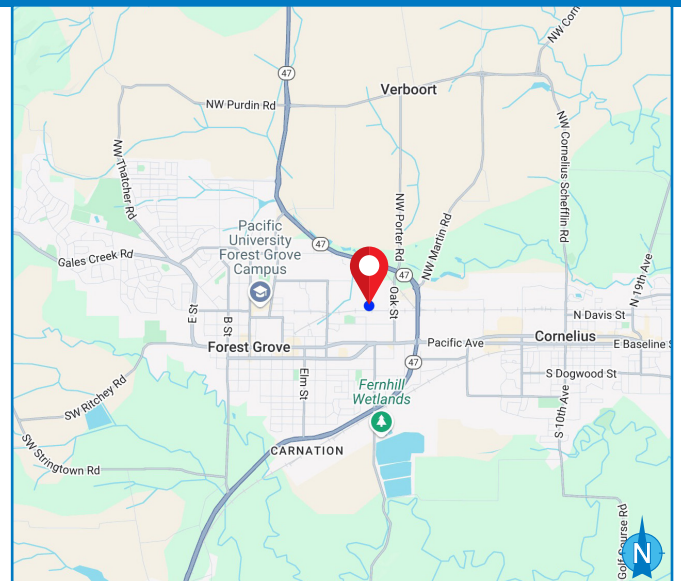 NW Corn
47
Verboort
NW Purdin Rd
NW Thatcher Rd
NW Cornelius Schefflin Rd
NW Porter Rd
NW Martin Rd
Pacific
University
Forest Grove
Campus
47
Gales Creek Rd
47
N 19th Ave
E St
B St
Oak St
N Davis St
Forest Grove
Pacific Ave
Cornelius
E Baseline S
47
Elm St
S Dogwood St
Fernhill
Wetlands
SW Ritchey Rd
S 10th Ave
CARNATION
SW Stringtown Rd
Golf Course Rd
N